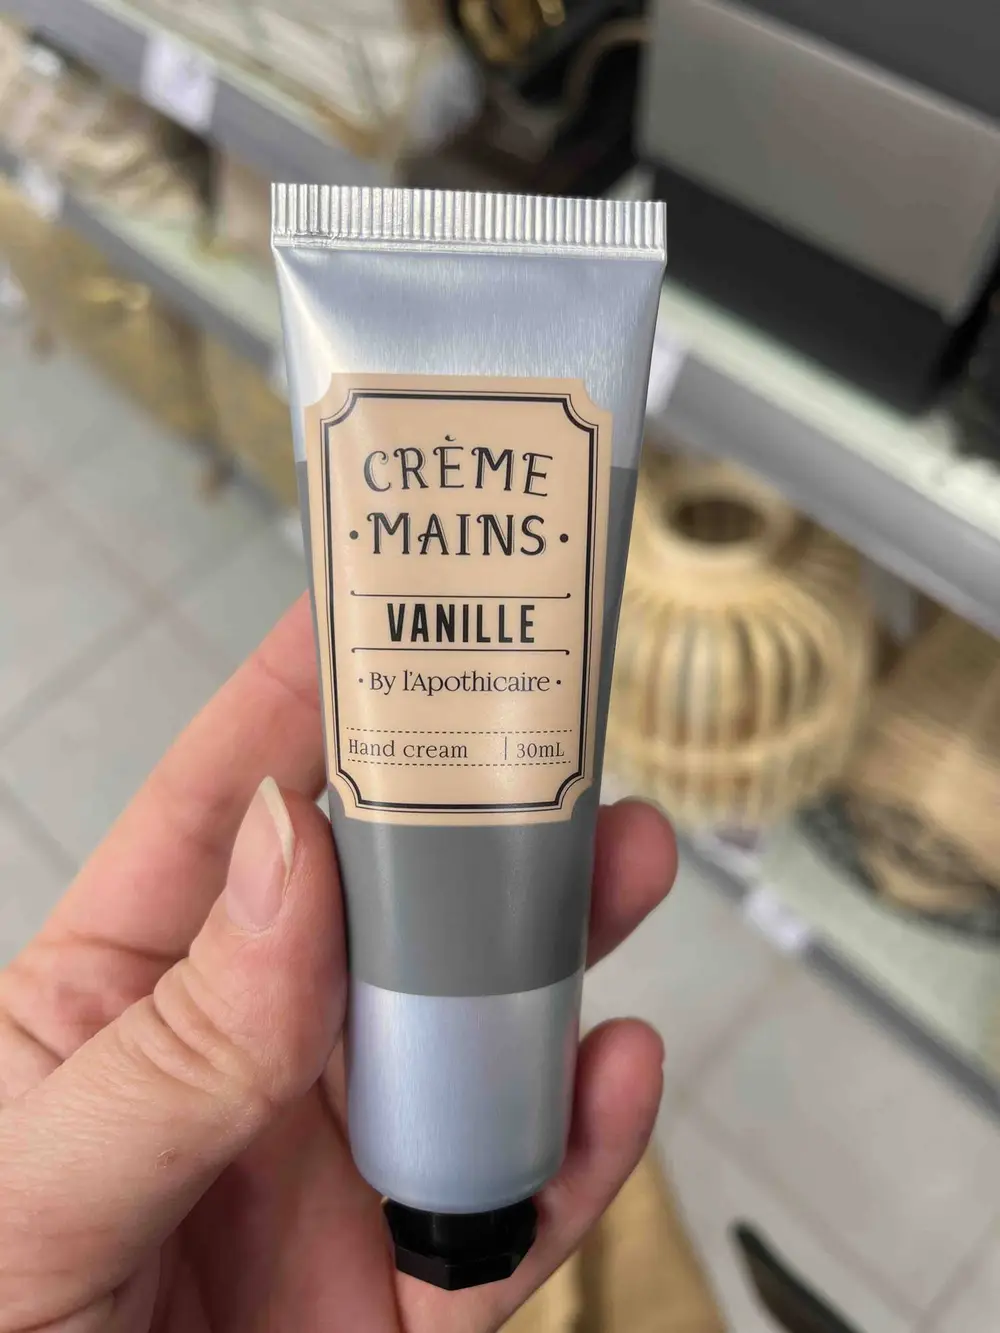 CRÈME
·MAINS·
VANILLE
·By l'Apothicaire·
Hand cream | 30mL